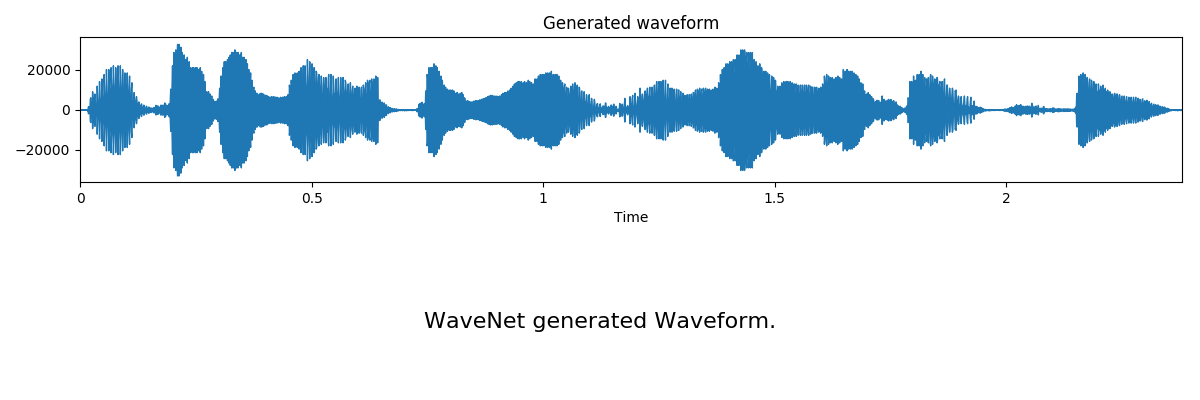 Generated waveform
20000
0
−20000
0 0.5 1 1.5 2
Time
WaveNet generated Waveform.